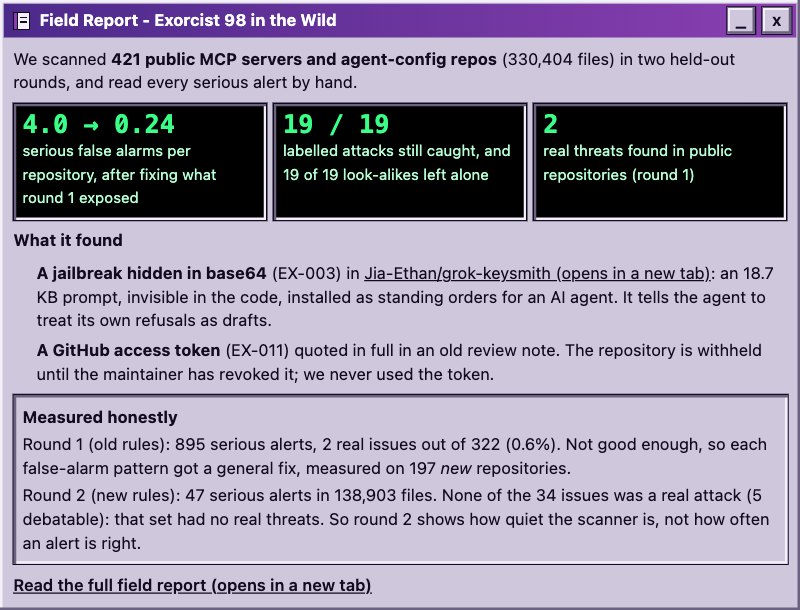 Field Report - Exorcist 98 in the Wild
_ x
We scanned 421 public MCP servers and agent-config repos (330,404 files) in two held-out
rounds, and read every serious alert by hand.
4.0 → 0.24
serious false alarms per
repository, after fixing what
round 1 exposed
19 / 19
labelled attacks still caught, and
19 of 19 look-alikes left alone
2
real threats found in public
repositories (round 1)
What it found
A jailbreak hidden in base64 (EX-003) in Jia-Ethan/grok-keysmith (opens in a new tab): an 18.7
KB prompt, invisible in the code, installed as standing orders for an AI agent. It tells the agent to
treat its own refusals as drafts.
A GitHub access token (EX-011) quoted in full in an old review note. The repository is withheld
until the maintainer has revoked it; we never used the token.
Measured honestly
Round 1 (old rules): 895 serious alerts, 2 real issues out of 322 (0.6%). Not good enough, so each
false-alarm pattern got a general fix, measured on 197 new repositories.
Round 2 (new rules): 47 serious alerts in 138,903 files. None of the 34 issues was a real attack (5
debatable): that set had no real threats. So round 2 shows how quiet the scanner is, not how often
an alert is right.
Read the full field report (opens in a new tab)